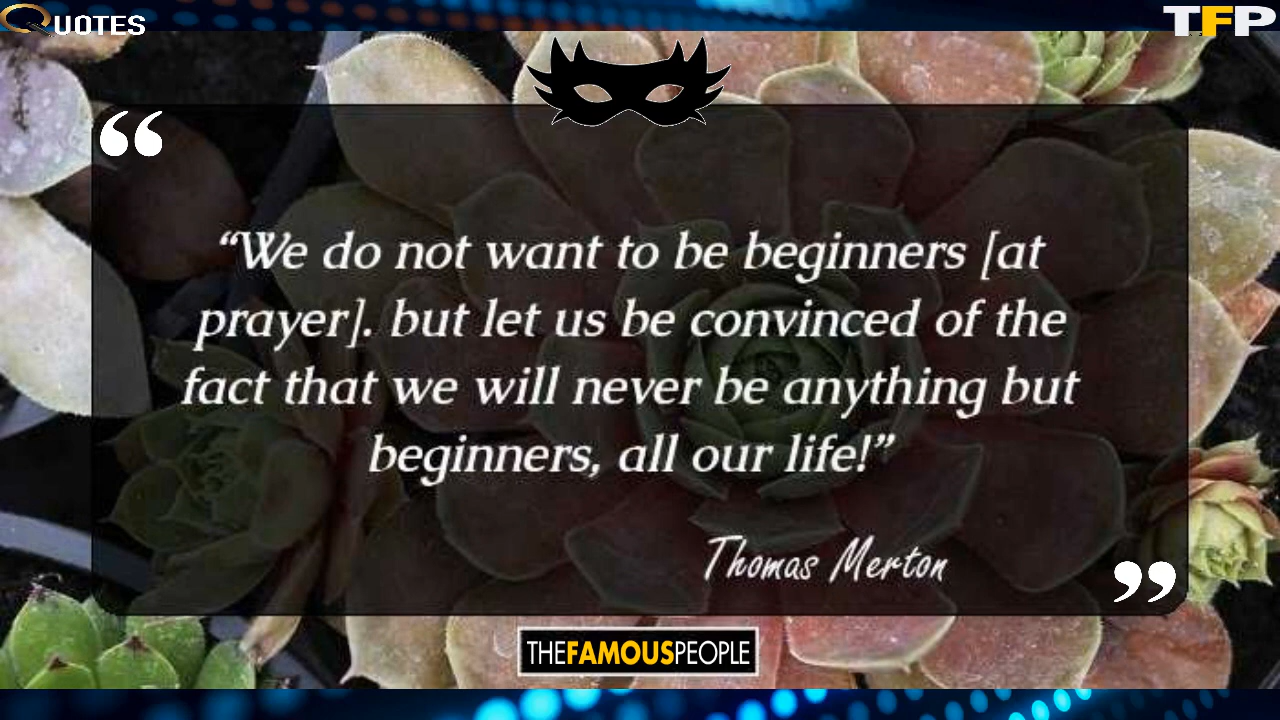 QUOTES
TFP
“
“We do not want to be beginners [at
prayer]. but let us be convinced of the
fact that we will never be anything but
beginners, all our life!”
Thomas Merton
”
THEFAMOUSPEOPLE